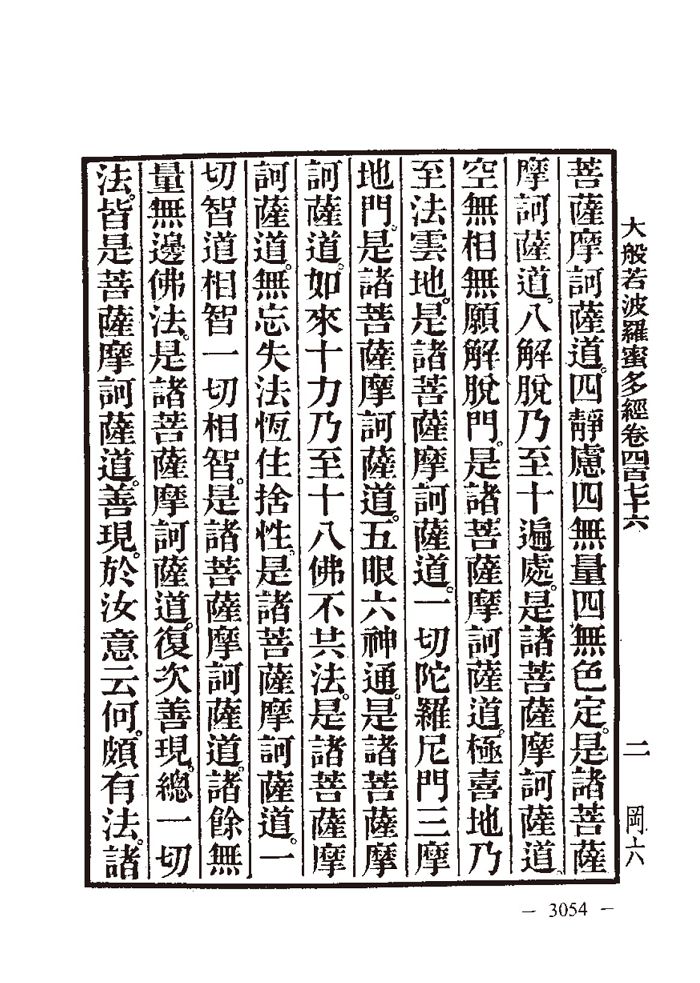 大般若波羅蜜多經卷四百七十六 二 岡六
菩薩摩訶薩道。四靜慮四無量四無色定。是諸菩薩
摩訶薩道。八解脫乃至十遍處。是諸菩薩摩訶薩道。
空無相無願解脫門。是諸菩薩摩訶薩道。極喜地乃
至法雲地。是諸菩薩摩訶薩道。一切陀羅尼門三摩
地門。是諸菩薩摩訶薩道。五眼六神通。是諸菩薩摩
訶薩道。如來十力乃至十八佛不共法。是諸菩薩摩
訶薩道。無忘失法恆住捨性。是諸菩薩摩訶薩道。一
切智道相智一切相智。是諸菩薩摩訶薩道。諸餘無
量無邊佛法。是諸菩薩摩訶薩道。復次善現。總一切
法。皆是菩薩摩訶薩道。善現。於汝意云何。頗有法。諸
— 3054 —